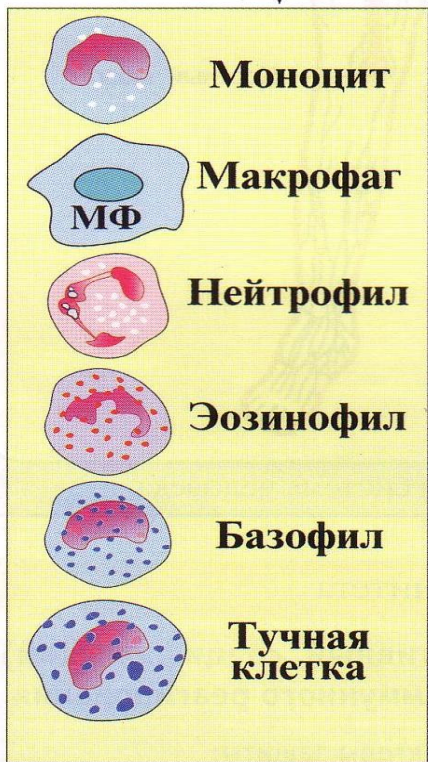 Моноцит
Макрофаг
МФ
Нейтрофил
Эозинофил
Базофил
Тучная
клетка